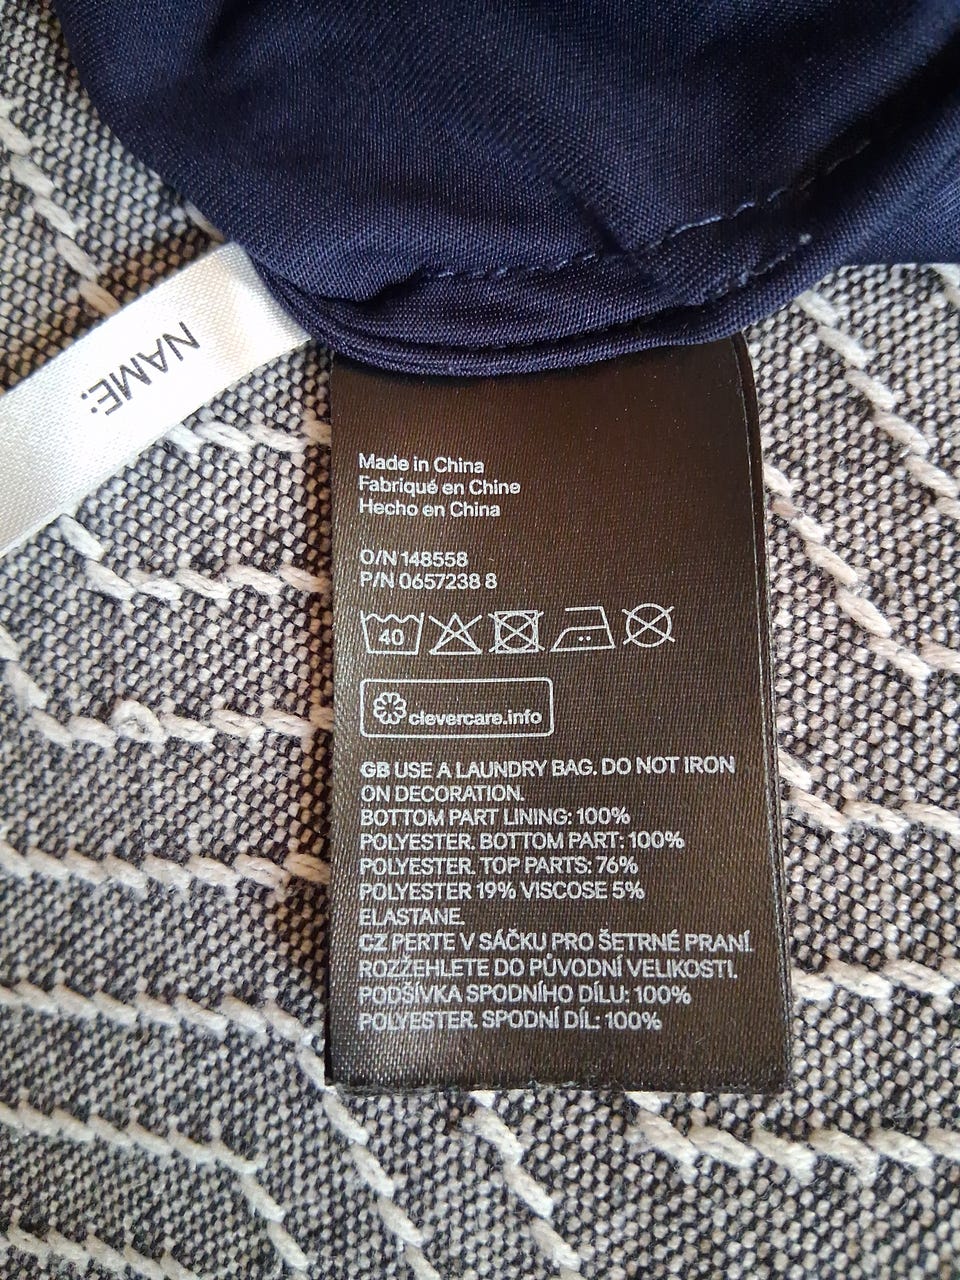 NAME:
Made in China
Fabriqué en Chine
Hecho en China
O/N 148558
P/N 0657238 8
40
clevercare.info
GB USE A LAUNDRY BAG. DO NOT IRON
ON DECORATION.
BOTTOM PART LINING: 100%
POLYESTER. BOTTOM PART: 100%
POLYESTER. TOP PARTS: 76%
POLYESTER 19% VISCOSE 5%
ELASTANE.
CZ PERTE V SÁČKU PRO ŠETRNÉ PRANÍ.
ROZŽEHLETE DO PŮVODNÍ VELIKOSTI.
PODŠÍVKA SPODNÍHO DÍLU: 100%
POLYESTER. SPODNÍ DÍL: 100%